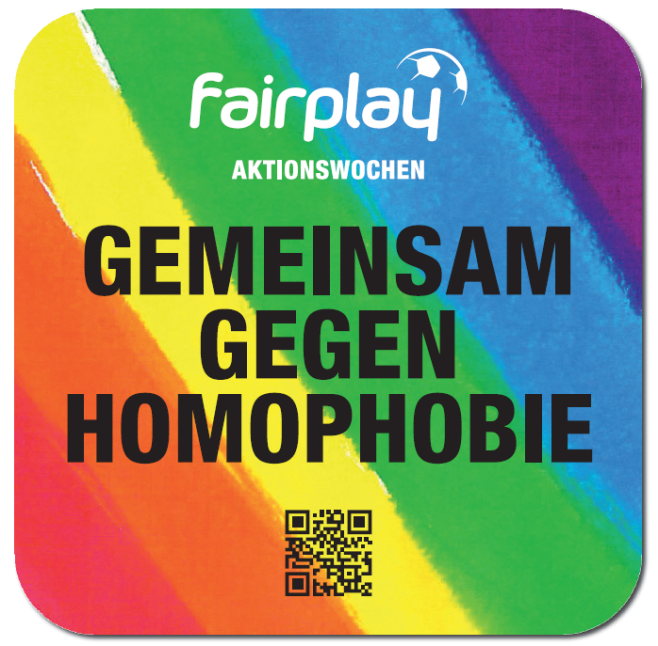 fairplay
AKTIONSWOCHEN
GEMEINSAM
GEGEN
HOMOPHOBIE